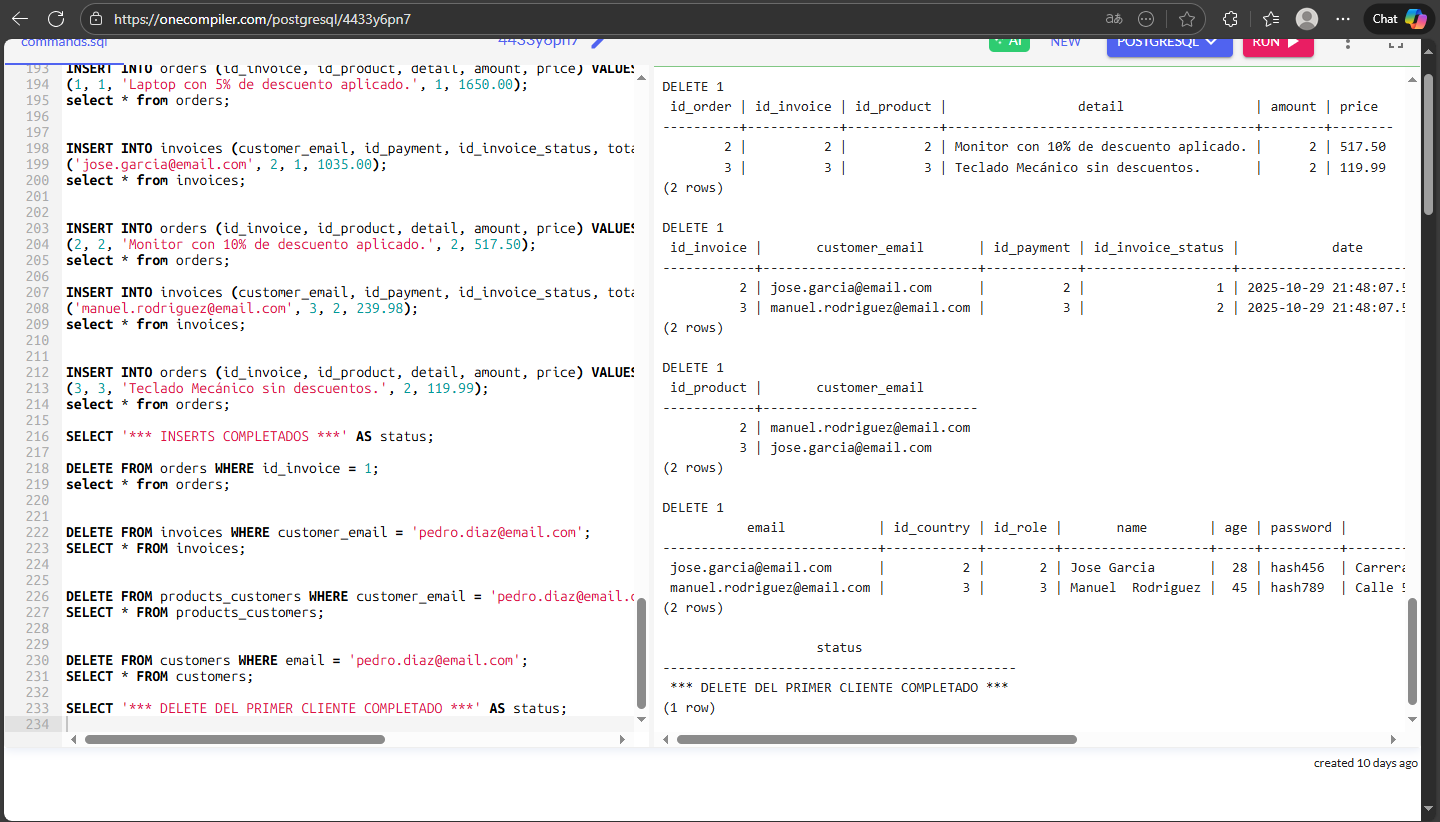 https://onecompiler.com/postgresql/4433y6pn7
Chat
commands.sql
4433y6pn7
AI
NEW
POSTGRESQL
RUN
193 INSERT INTO orders (id_invoice, id_product, detail, amount, price) VALUES
194 (1, 1, 'Laptop con 5% de descuento aplicado.', 1, 1650.00);
195 select * from orders;
196
197
198 INSERT INTO invoices (customer_email, id_payment, id_invoice_status, tota
199 ('jose.garcia@email.com', 2, 1, 1035.00);
200 select * from invoices;
201
202
203 INSERT INTO orders (id_invoice, id_product, detail, amount, price) VALUES
204 (2, 2, 'Monitor con 10% de descuento aplicado.', 2, 517.50);
205 select * from orders;
206
207 INSERT INTO invoices (customer_email, id_payment, id_invoice_status, tota
208 ('manuel.rodriguez@email.com', 3, 2, 239.98);
209 select * from invoices;
210
211
212 INSERT INTO orders (id_invoice, id_product, detail, amount, price) VALUES
213 (3, 3, 'Teclado Mecánico sin descuentos.', 2, 119.99);
214 select * from orders;
215
216 SELECT '*** INSERTS COMPLETADOS ***' AS status;
217
218 DELETE FROM orders WHERE id_invoice = 1;
219 select * from orders;
220
221
222 DELETE FROM invoices WHERE customer_email = 'pedro.diaz@email.com';
223 SELECT * FROM invoices;
224
225
226 DELETE FROM products_customers WHERE customer_email = 'pedro.diaz@email.c
227 SELECT * FROM products_customers;
228
229
230 DELETE FROM customers WHERE email = 'pedro.diaz@email.com';
231 SELECT * FROM customers;
232
233 SELECT '*** DELETE DEL PRIMER CLIENTE COMPLETADO ***' AS status;
234
DELETE 1
id_order | id_invoice | id_product | detail | amount | price
----------+------------+------------+----------------------------------------+--------+--------
2 | 2 | 2 | Monitor con 10% de descuento aplicado. | 2 | 517.50
3 | 3 | 3 | Teclado Mecánico sin descuentos. | 2 | 119.99
(2 rows)
DELETE 1
id_invoice | customer_email | id_payment | id_invoice_status | date
------------+----------------------------+------------+-------------------+----------------------
2 | jose.garcia@email.com | 2 | 1 | 2025-10-29 21:48:07.5
3 | manuel.rodriguez@email.com | 3 | 2 | 2025-10-29 21:48:07.5
(2 rows)
DELETE 1
id_product | customer_email
------------+----------------------------
2 | manuel.rodriguez@email.com
3 | jose.garcia@email.com
(2 rows)
DELETE 1
email | id_country | id_role | name | age | password |
----------------------------+------------+---------+-------------------+-----+----------+-------
jose.garcia@email.com | 2 | 2 | Jose Garcia | 28 | hash456 | Carrera
manuel.rodriguez@email.com | 3 | 3 | Manuel  Rodriguez | 45 | hash789 | Calle 5
(2 rows)
status
----------------------------------------------
*** DELETE DEL PRIMER CLIENTE COMPLETADO ***
(1 row)
created 10 days ago